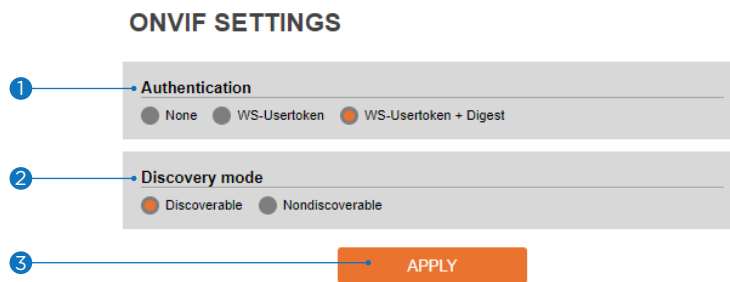 ONVIF SETTINGS
1 Authentication
None WS-Usertoken WS-Usertoken + Digest
2 Discovery mode
Discoverable Nondiscoverable
3 APPLY